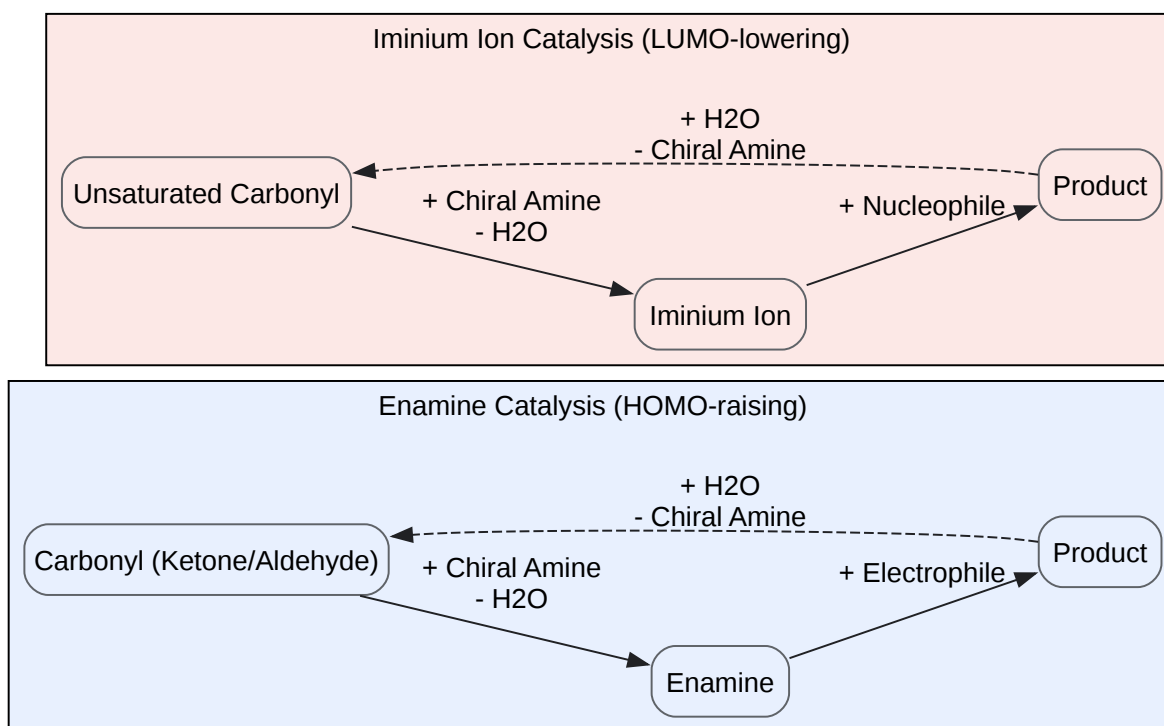 Iminium Ion Catalysis (LUMO-lowering)
+ H2O
- Chiral Amine
Unsaturated Carbonyl
+ Chiral Amine
- H2O
+ Nucleophile
Product
Iminium Ion
Enamine Catalysis (HOMO-raising)
+ H2O
- Chiral Amine
Carbonyl (Ketone/Aldehyde)
+ Chiral Amine
- H2O
+ Electrophile
Product
Enamine